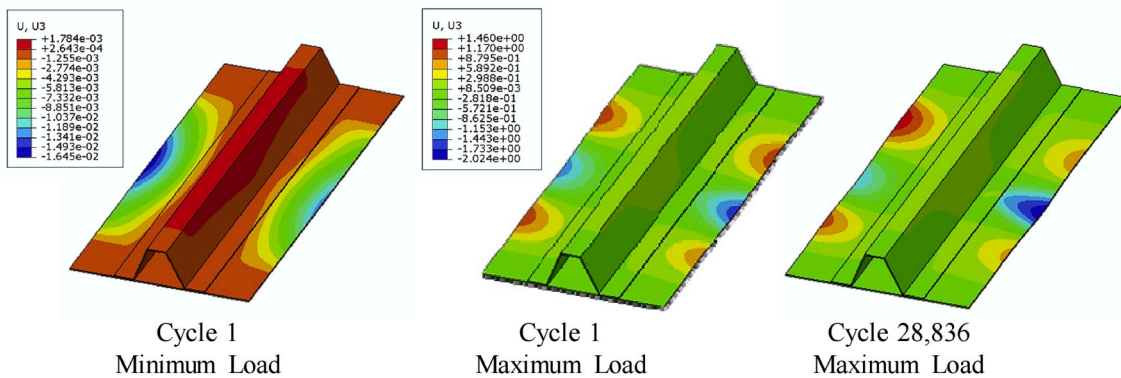 U, U3
+1.784e-03
+2.643e-04
-1.255e-03
-2.774e-03
-4.293e-03
-5.813e-03
-7.332e-03
-8.851e-03
-1.037e-02
-1.189e-02
-1.341e-02
-1.493e-02
-1.645e-02
U, U3
+1.460e+00
+1.170e+00
+8.795e-01
+5.892e-01
+2.988e-01
+8.509e-03
-2.818e-01
-5.721e-01
-8.625e-01
-1.153e+00
-1.443e+00
-1.733e+00
-2.024e+00
Cycle 1
Minimum Load
Cycle 1
Maximum Load
Cycle 28,836
Maximum Load